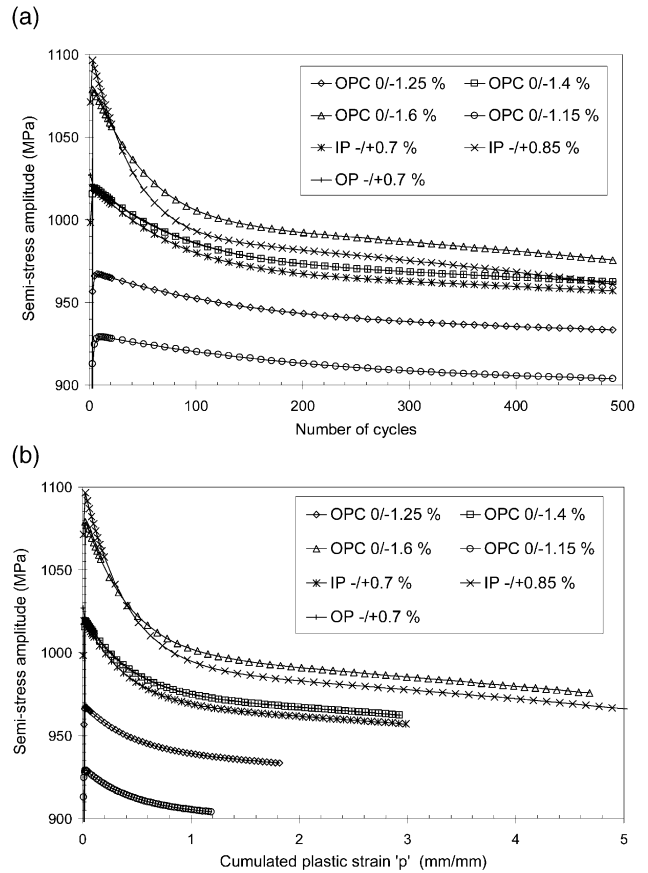 (a)
1100
1050
1000
950
900
Semi-stress amplitude (MPa)
OPC 0/-1.25 %
OPC 0/-1.4 %
OPC 0/-1.6 %
OPC 0/-1.15 %
IP -/+0.7 %
IP -/+0.85 %
OP -/+0.7 %
0 100 200 300 400 500
Number of cycles
(b)
1100
1050
1000
950
900
Semi-stress amplitude (MPa)
OPC 0/-1.25 %
OPC 0/-1.4 %
OPC 0/-1.6 %
OPC 0/-1.15 %
IP -/+0.7 %
IP -/+0.85 %
OP -/+0.7 %
0 1 2 3 4 5
Cumulated plastic strain 'p' (mm/mm)